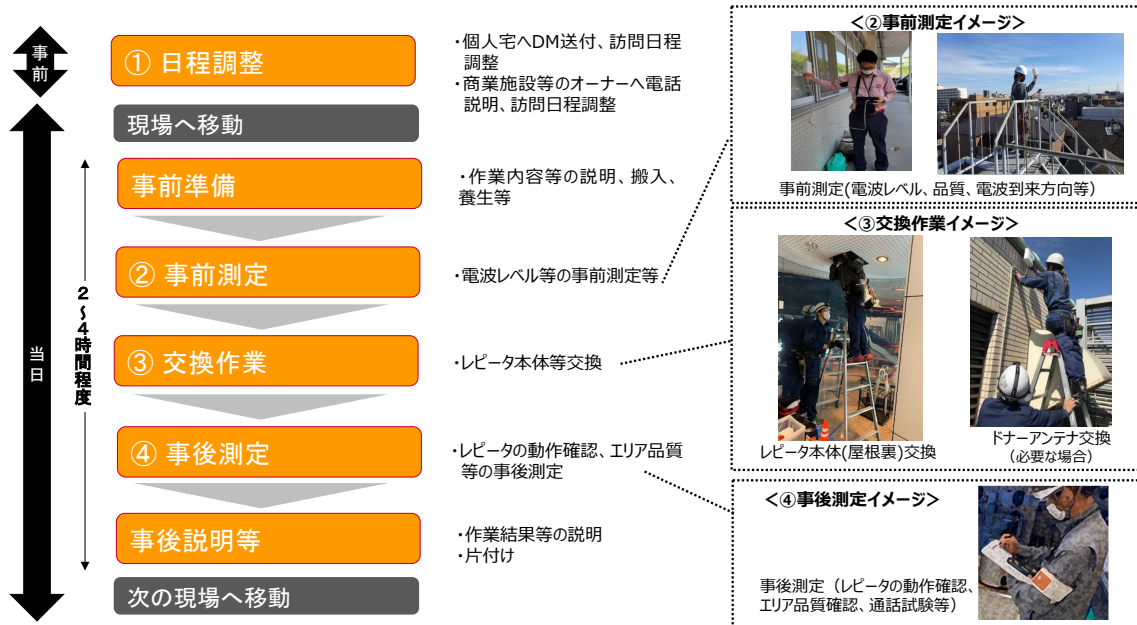 事前
① 日程調整
・個人宅へDM送付、訪問日程
調整
・商業施設等のオーナーへ電話
説明、訪問日程調整
当日
現場へ移動
2～4時間程度
事前準備
・作業内容等の説明、搬入、
養生等
② 事前測定
・電波レベル等の事前測定等
③ 交換作業
・レピータ本体等交換
④ 事後測定
・レピータの動作確認、エリア品質
等の事後測定
事後説明等
・作業結果等の説明
・片付け
次の現場へ移動
＜②事前測定イメージ＞
事前測定(電波レベル、品質、電波到来方向等）
＜③交換作業イメージ＞
レピータ本体(屋根裏)交換
ドナーアンテナ交換
（必要な場合）
＜④事後測定イメージ＞
事後測定（レピータの動作確認、
エリア品質確認、通話試験等）